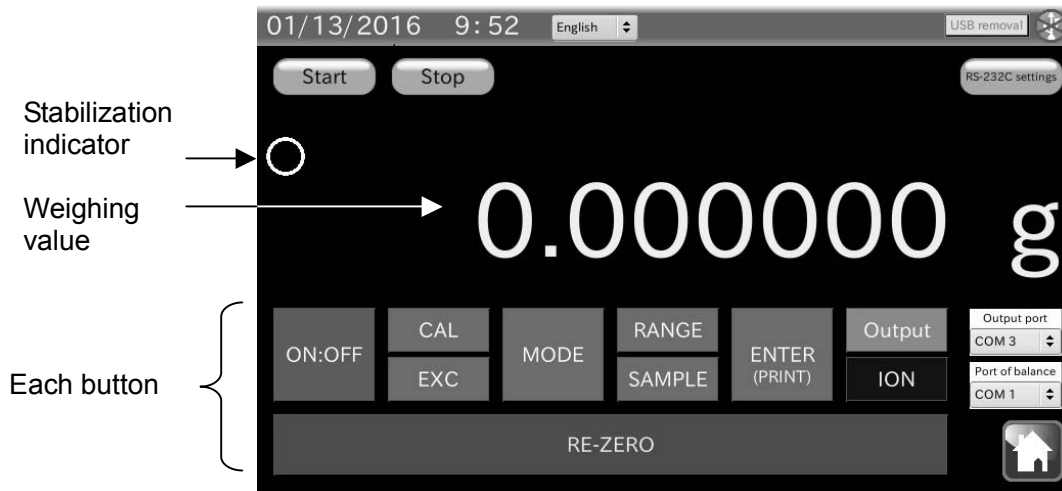 01/13/2016 9:52 English USB removal
Start Stop RS-232C settings
Stabilization
indicator
Weighing
value
0.000000 g
Each button
ON:OFF
CAL
EXC
MODE
RANGE
SAMPLE
ENTER
(PRINT)
Output
ION
Output port
COM 3
Port of balance
COM 1
RE-ZERO